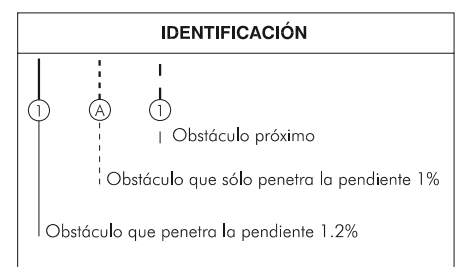 IDENTIFICACIÓN
1 A 1
Obstáculo próximo
Obstáculo que sólo penetra la pendiente 1%
Obstáculo que penetra la pendiente 1.2%